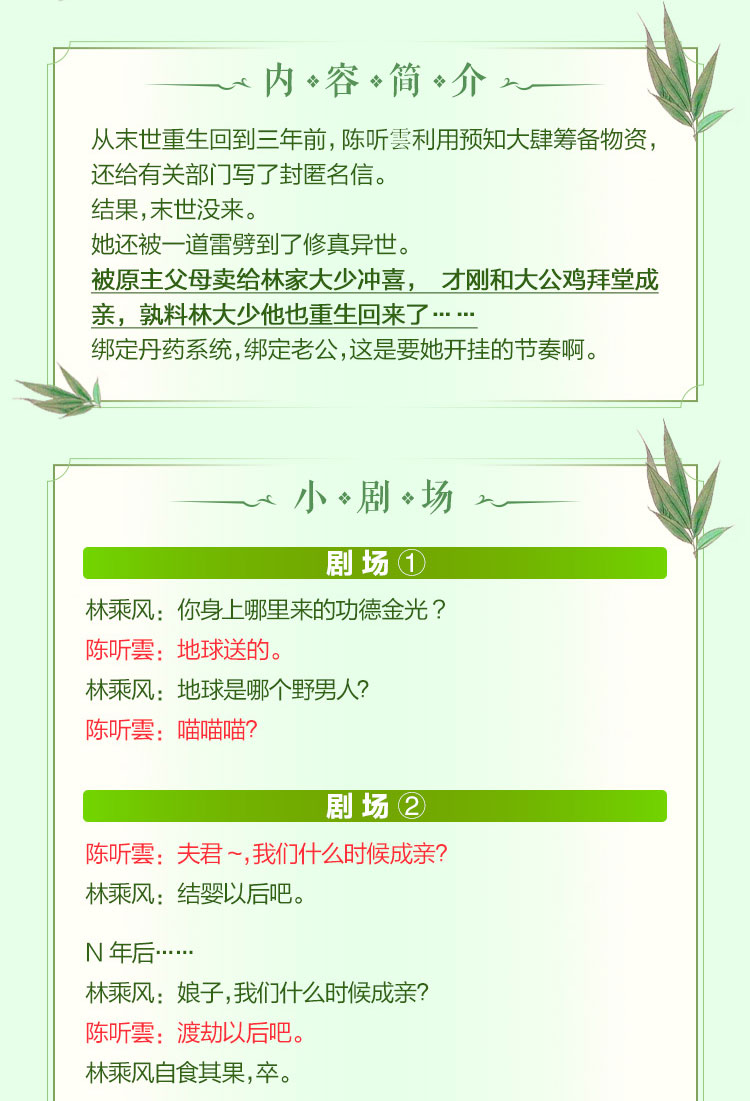 内容简介
从末世重生回到三年前，陈听雲利用预知大肆筹备物资，
还给有关部门写了封匿名信。
结果，末世没来。
她还被一道雷劈到了修真异世。
被原主父母卖给林家大少冲喜， 才刚和大公鸡拜堂成
亲，孰料林大少他也重生回来了……
绑定丹药系统，绑定老公，这是要她开挂的节奏啊。
小剧场
剧场①
林乘风：你身上哪里来的功德金光？
陈听雲：地球送的。
林乘风：地球是哪个野男人?
陈听雲：喵喵喵?
剧场②
陈听雲：夫君~，我们什么时候成亲?
林乘风：结婴以后吧。
N年后……
林乘风：娘子，我们什么时候成亲?
陈听雲：渡劫以后吧。
林乘风自食其果，卒。